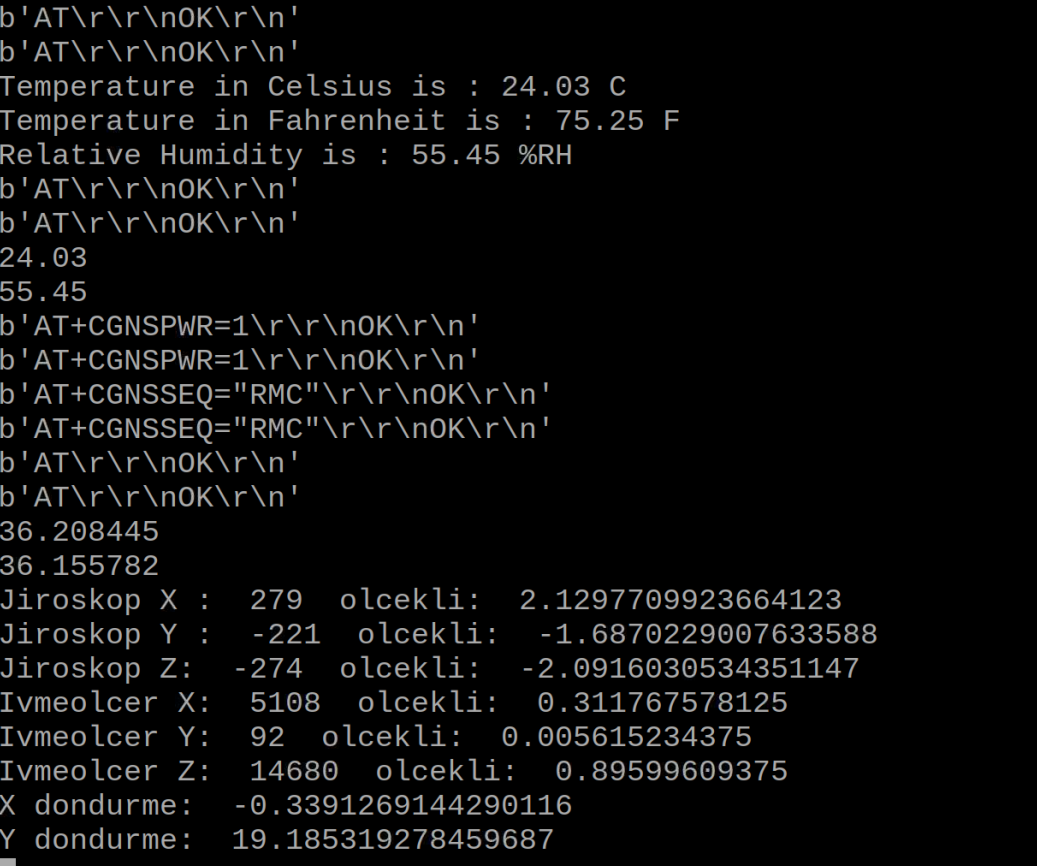 b'AT\r\r\nOK\r\n'
b'AT\r\r\nOK\r\n'
Temperature in Celsius is : 24.03 C
Temperature in Fahrenheit is : 75.25 F
Relative Humidity is : 55.45 %RH
b'AT\r\r\nOK\r\n'
b'AT\r\r\nOK\r\n'
24.03
55.45
b'AT+CGNSPWR=1\r\r\nOK\r\n'
b'AT+CGNSPWR=1\r\r\nOK\r\n'
b'AT+CGNSSEQ="RMC"\r\r\nOK\r\n'
b'AT+CGNSSEQ="RMC"\r\r\nOK\r\n'
b'AT\r\r\nOK\r\n'
b'AT\r\r\nOK\r\n'
36.208445
36.155782
Jiroskop X :  279  olcekli:  2.1297709923664123
Jiroskop Y :  -221  olcekli:  -1.6870229007633588
Jiroskop Z:  -274  olcekli:  -2.0916030534351147
Ivmeolcer X:  5108  olcekli:  0.311767578125
Ivmeolcer Y:  92  olcekli:  0.005615234375
Ivmeolcer Z:  14680  olcekli:  0.89599609375
X dondurme:  -0.3391269144290116
Y dondurme:  19.185319278459687